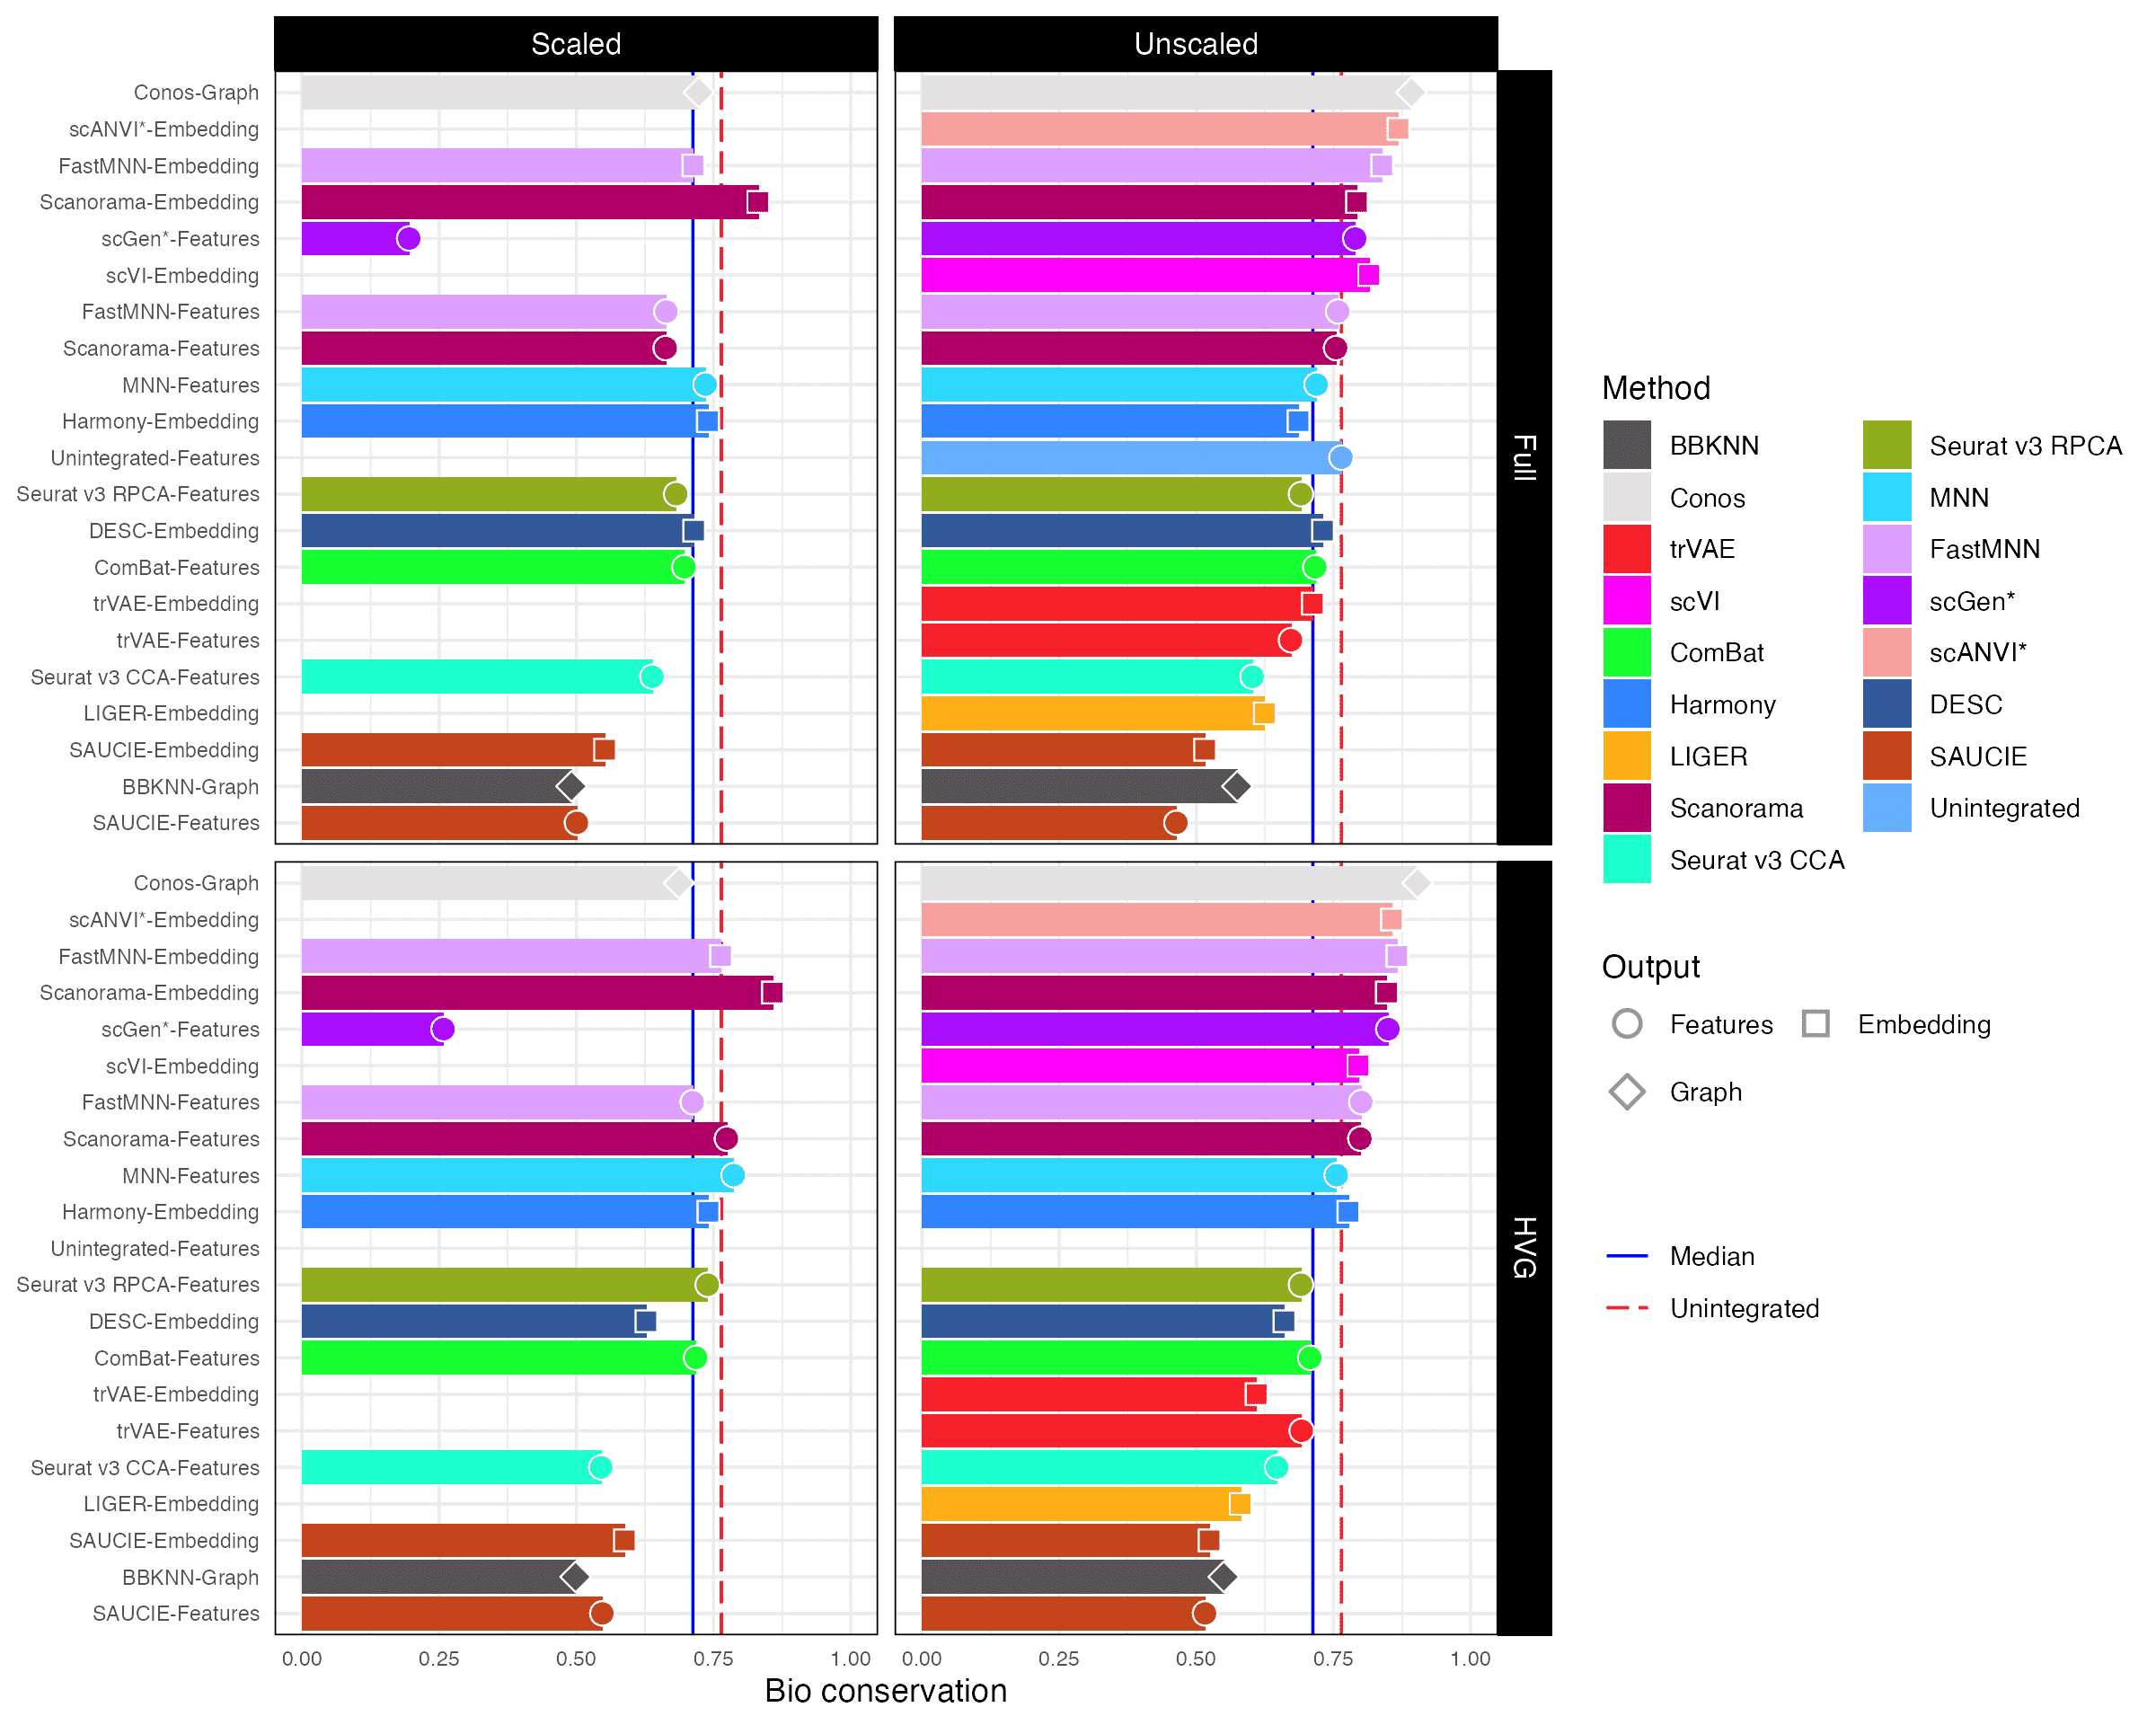 Scaled
Unscaled
Conos-Graph
scANVI*-Embedding
FastMNN-Embedding
Scanorama-Embedding
scGen*-Features
scVI-Embedding
FastMNN-Features
Scanorama-Features
MNN-Features
Harmony-Embedding
Unintegrated-Features
Seurat v3 RPCA-Features
DESC-Embedding
ComBat-Features
trVAE-Embedding
trVAE-Features
Seurat v3 CCA-Features
LIGER-Embedding
SAUCIE-Embedding
BBKNN-Graph
SAUCIE-Features
Full
Conos-Graph
scANVI*-Embedding
FastMNN-Embedding
Scanorama-Embedding
scGen*-Features
scVI-Embedding
FastMNN-Features
Scanorama-Features
MNN-Features
Harmony-Embedding
Unintegrated-Features
Seurat v3 RPCA-Features
DESC-Embedding
ComBat-Features
trVAE-Embedding
trVAE-Features
Seurat v3 CCA-Features
LIGER-Embedding
SAUCIE-Embedding
BBKNN-Graph
SAUCIE-Features
HVG
0.00 0.25 0.50 0.75 1.00 0.00 0.25 0.50 0.75 1.00
Bio conservation
Method
BBKNN
Conos
trVAE
scVI
ComBat
Harmony
LIGER
Scanorama
Seurat v3 CCA
Seurat v3 RPCA
MNN
FastMNN
scGen*
scANVI*
DESC
SAUCIE
Unintegrated
Output
Features Embedding
Graph
Median
Unintegrated